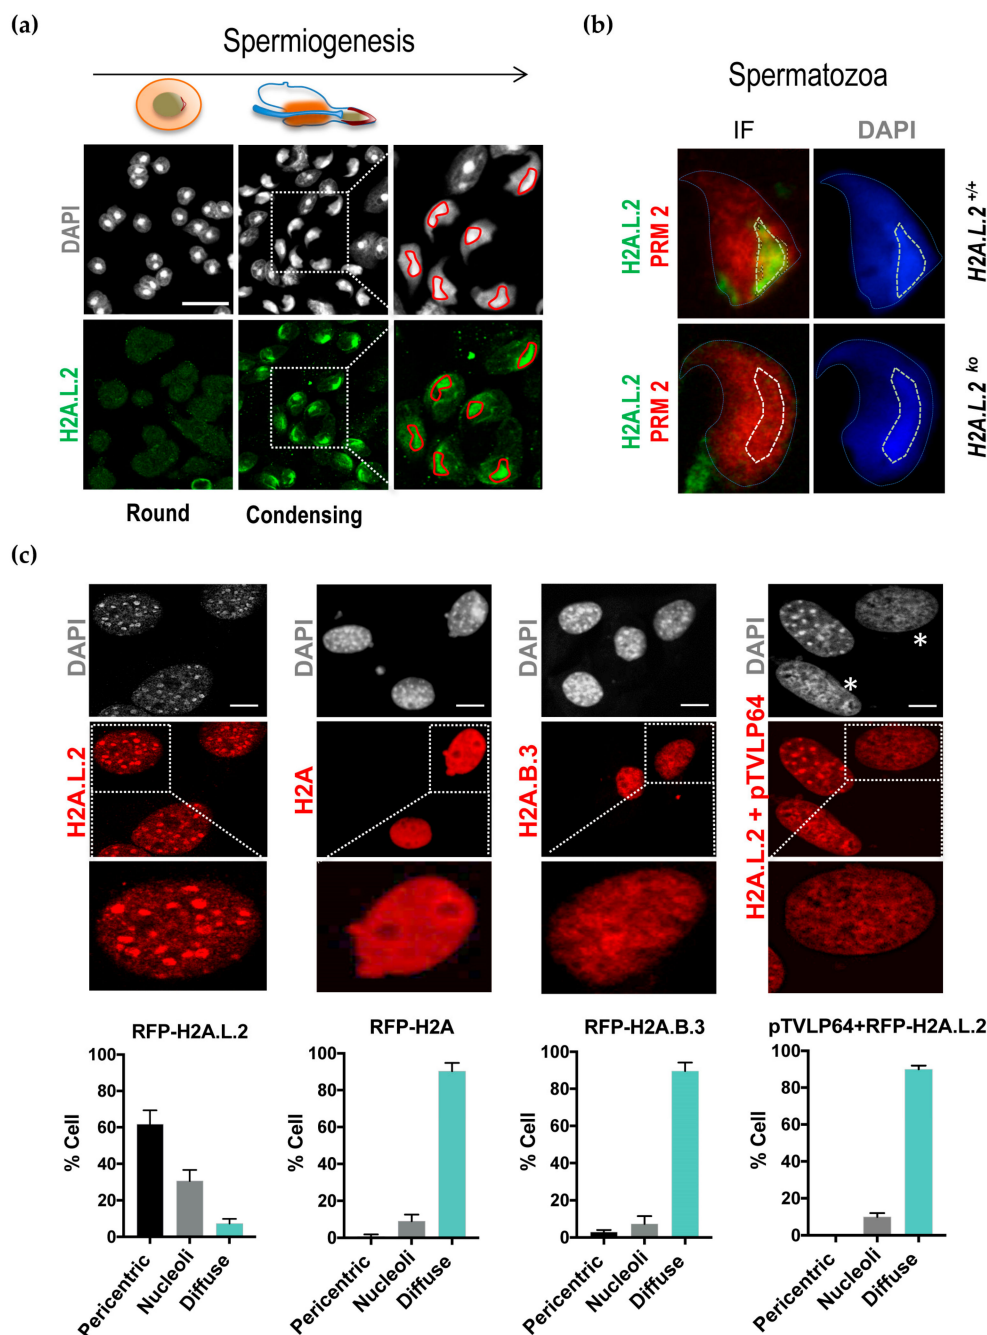 (a)
Spermiogenesis
DAPI
H2A.L.2
Round
Condensing
(b)
Spermatozoa
IF
DAPI
H2A.L.2
PRM 2
H2A.L.2 +/+
H2A.L.2
PRM 2
H2A.L.2 ko
(c)
DAPI
H2A.L.2
DAPI
H2A
DAPI
H2A.B.3
DAPI
*
*
H2A.L.2 + pTVLP64
RFP-H2A.L.2
% Cell
100
80
60
40
20
0
Pericentric
Nucleoli
Diffuse
RFP-H2A
% Cell
100
80
60
40
20
0
Pericentric
Nucleoli
Diffuse
RFP-H2A.B.3
% Cell
100
80
60
40
20
0
Pericentric
Nucleoli
Diffuse
pTVLP64+RFP-H2A.L.2
% Cell
100
80
60
40
20
0
Pericentric
Nucleoli
Diffuse